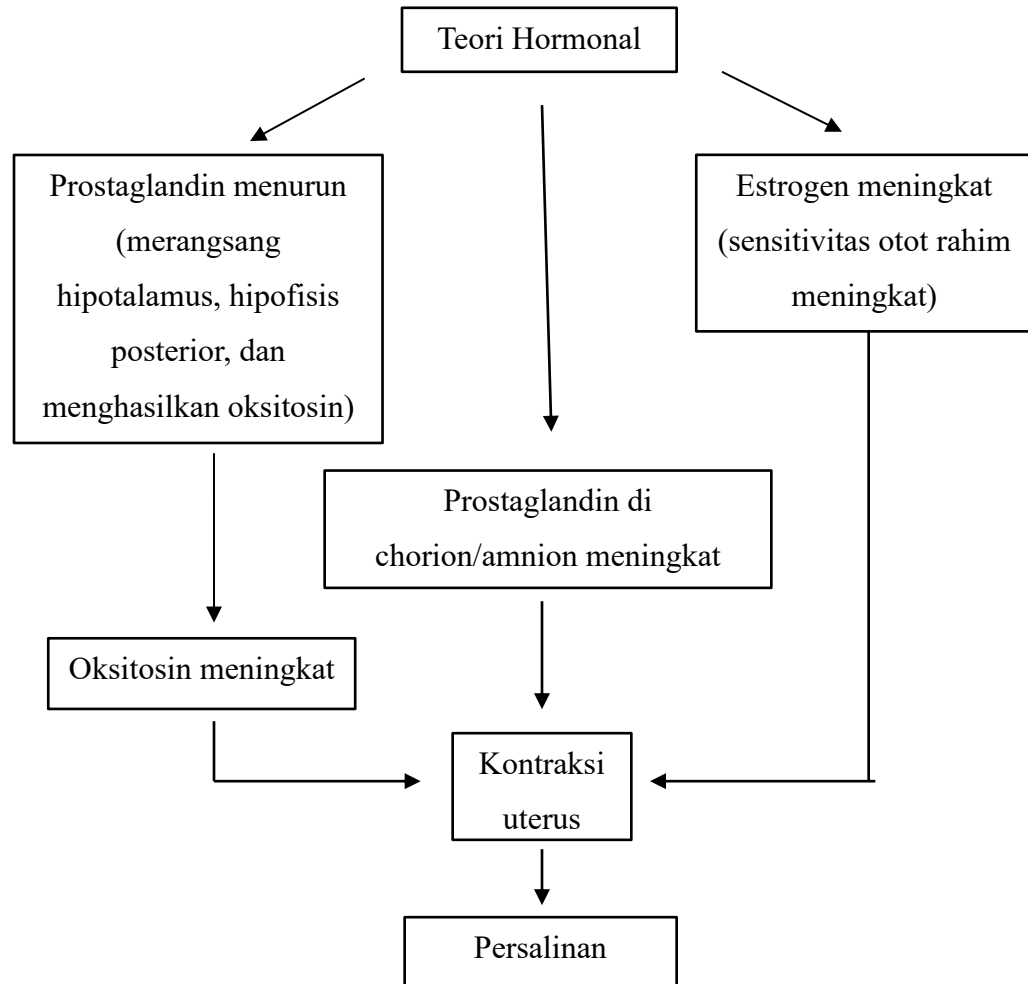 Teori Hormonal
Prostaglandin menurun
(merangsang
hipotalamus, hipofisis
posterior, dan
menghasilkan oksitosin)
Estrogen meningkat
(sensitivitas otot rahim
meningkat)
Prostaglandin di
chorion/amnion meningkat
Oksitosin meningkat
Kontraksi
uterus
Persalinan